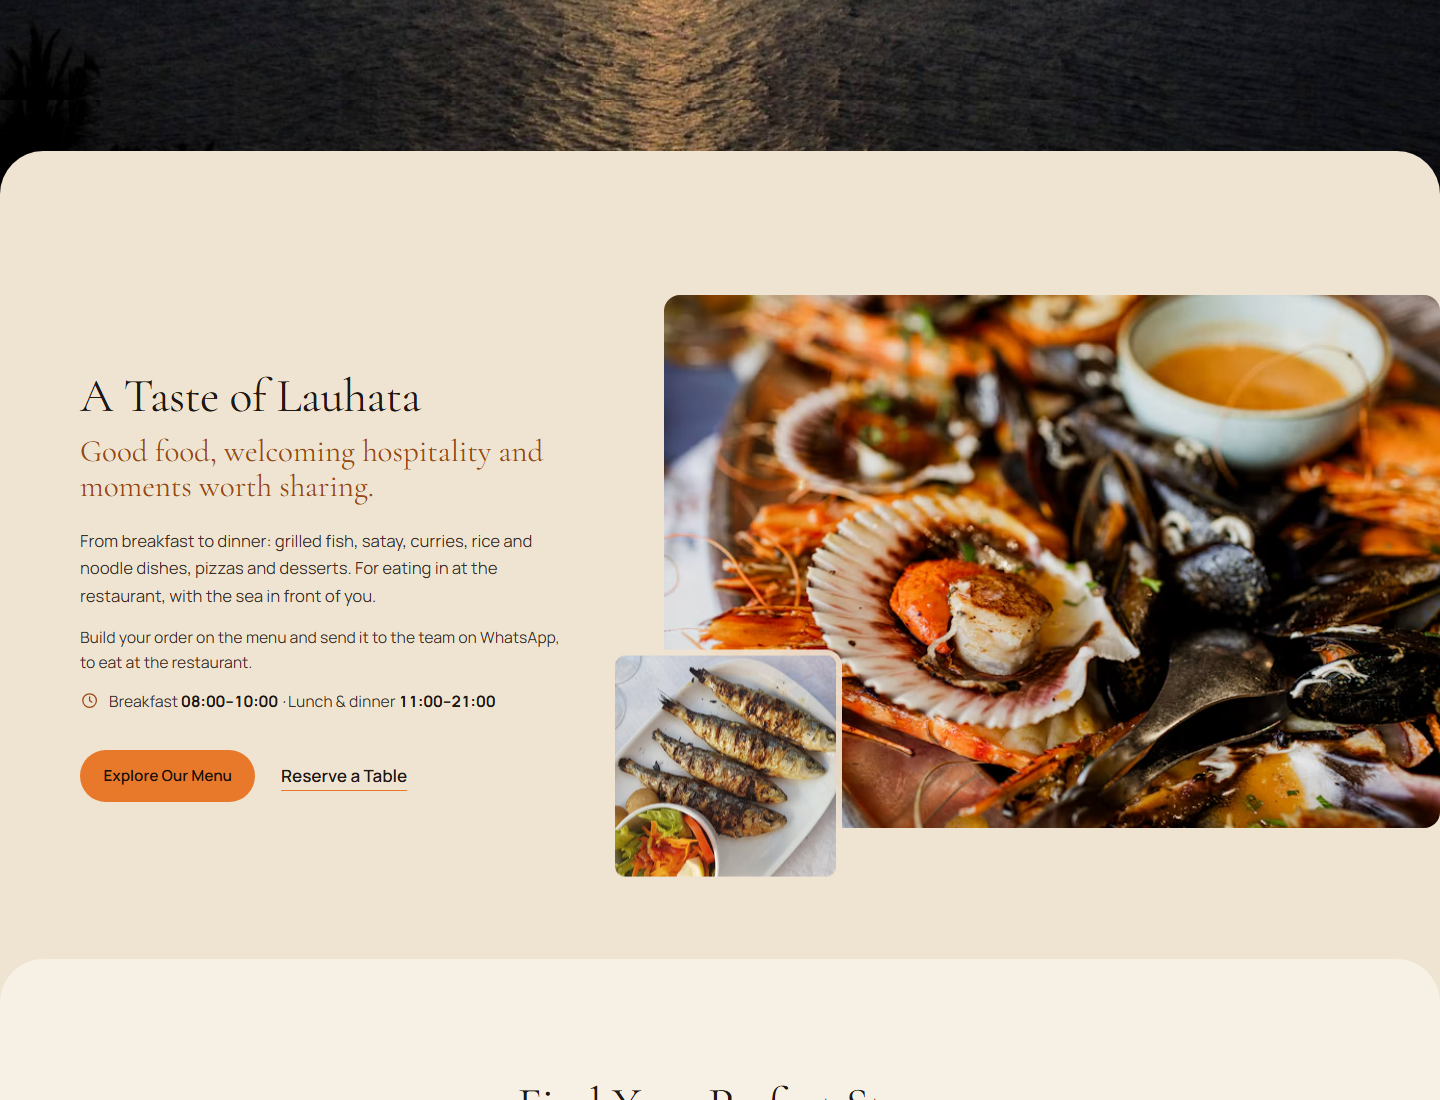 A Taste of Lauhata
Good food, welcoming hospitality and
moments worth sharing.
From breakfast to dinner: grilled fish, satay, curries, rice and
noodle dishes, pizzas and desserts. For eating in at the
restaurant, with the sea in front of you.
Build your order on the menu and send it to the team on WhatsApp,
to eat at the restaurant.
Breakfast 08:00–10:00 · Lunch & dinner 11:00–21:00
Explore Our Menu
Reserve a Table